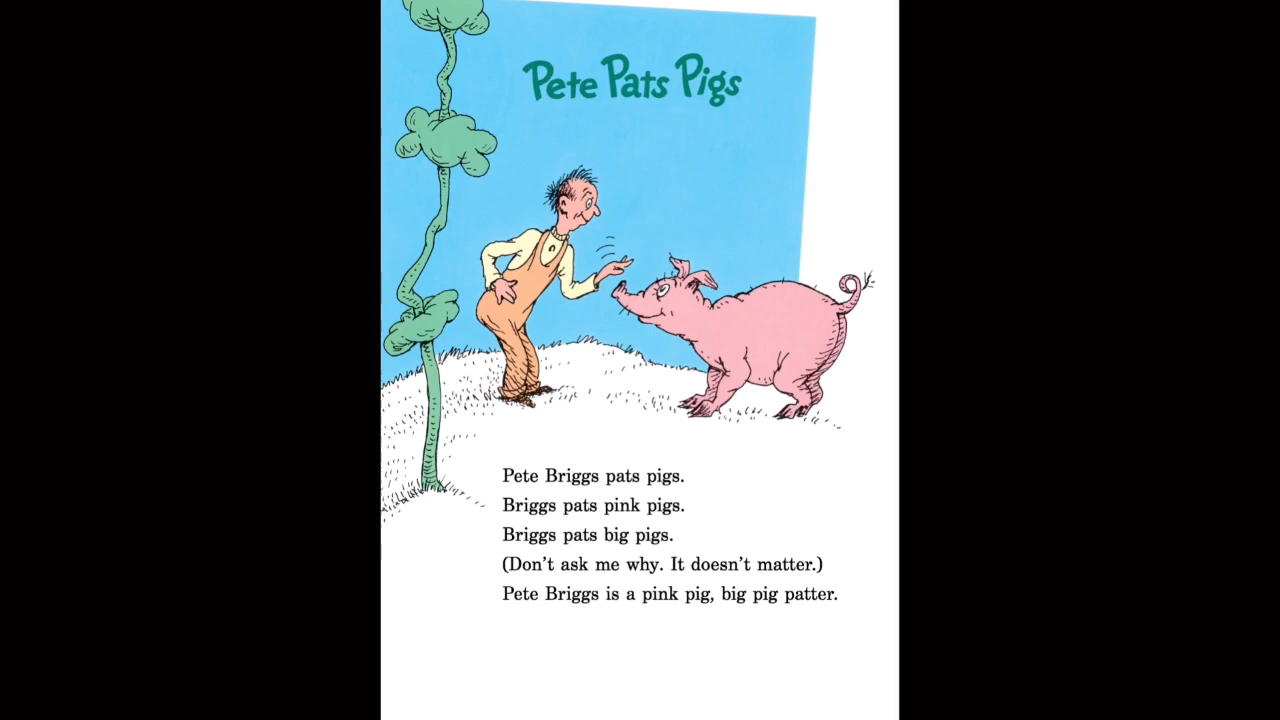 Pete Pats Pigs
Pete Briggs pats pigs.
Briggs pats pink pigs.
Briggs pats big pigs.
(Don't ask me why. It doesn't matter.)
Pete Briggs is a pink pig, big pig patter.